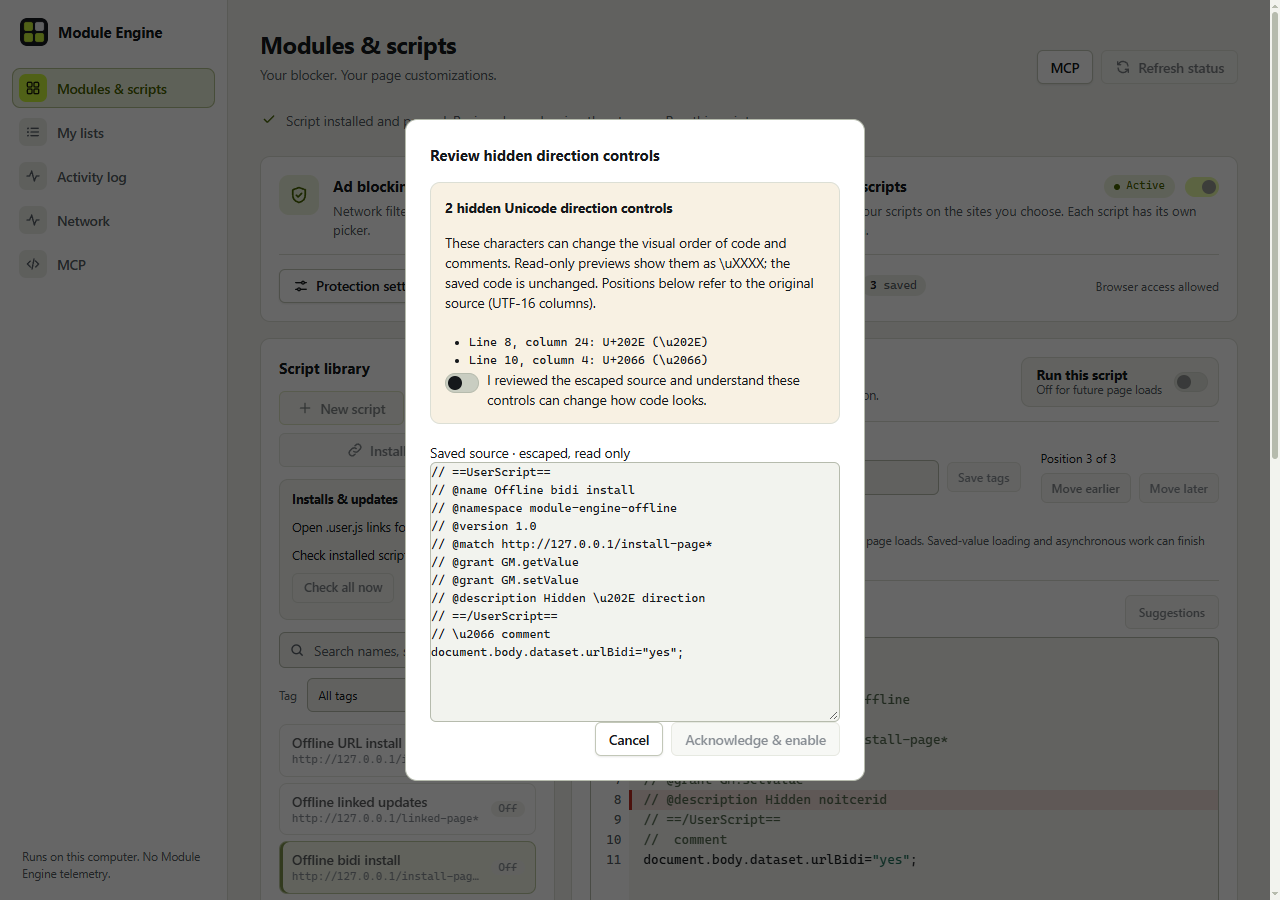 Module Engine
Modules & scripts
My lists
Activity log
Network
MCP
Runs on this computer. No Module
Engine telemetry.
Modules & scripts
Your blocker. Your page customizations.
MCP
Refresh status
Script installed and
Ad blockin
Network filte
picker.
Protection sett
scripts
Active
our scripts on the sites you choose. Each script has its own
3 saved
Browser access allowed
Script library
New script
Install
Installs & updates
Open .user.js links fo
Check installed script
Check all now
Search names, s
Tag
All tags
Offline URL install
http://127.0.0.1/i
Offline linked updates
http://127.0.0.1/linked-page*
Off
Offline bidi install
http://127.0.0.1/install-pag…
Off
on.
Run this script
Off for future page loads
Save tags
Position 3 of 3
Move earlier
Move later
page loads. Saved-value loading and asynchronous work can finish
Suggestions
ffline
stall-page*
8 // @description Hidden noitcerid
9 // ==/UserScript==
10 //  comment
11 document.body.dataset.urlBidi="yes";
Review hidden direction controls
2 hidden Unicode direction controls
These characters can change the visual order of code and
comments. Read-only previews show them as \uXXXX; the
saved code is unchanged. Positions below refer to the original
source (UTF-16 columns).
• Line 8, column 24: U+202E (\u202E)
• Line 10, column 4: U+2066 (\u2066)
I reviewed the escaped source and understand these
controls can change how code looks.
Saved source · escaped, read only
// ==UserScript==
// @name Offline bidi install
// @namespace module-engine-offline
// @version 1.0
// @match http://127.0.0.1/install-page*
// @grant GM.getValue
// @grant GM.setValue
// @description Hidden \u202E direction
// ==/UserScript==
// \u2066 comment
document.body.dataset.urlBidi="yes";
Cancel
Acknowledge & enable